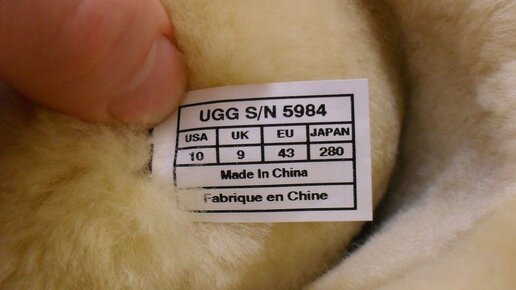 UGG S/N 5984
USA UK EU JAPAN
10 9 43 280
Made In China
Fabrique en Chine